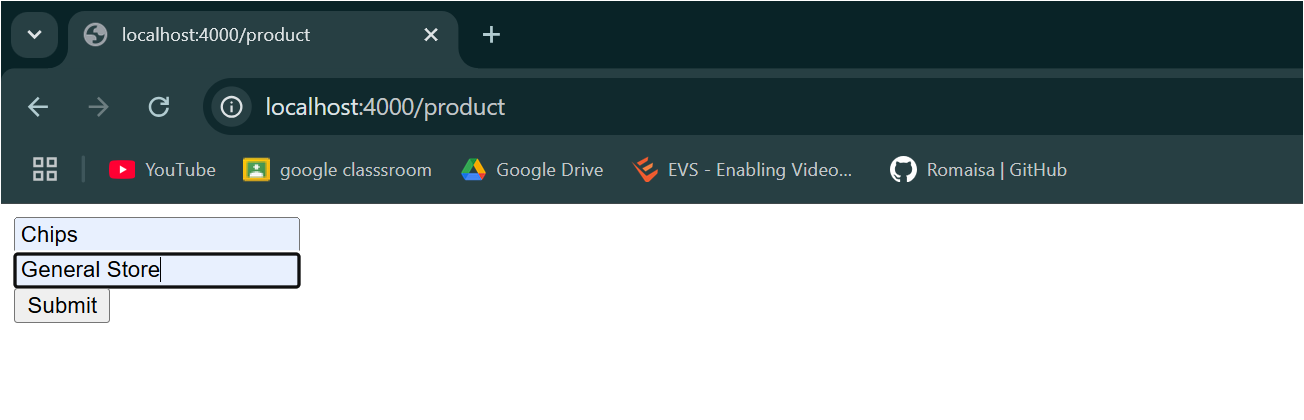 localhost:4000/product
localhost:4000/product
YouTube google classsroom Google Drive EVS - Enabling Video... Romaisa | GitHub
Chips
General Store
Submit